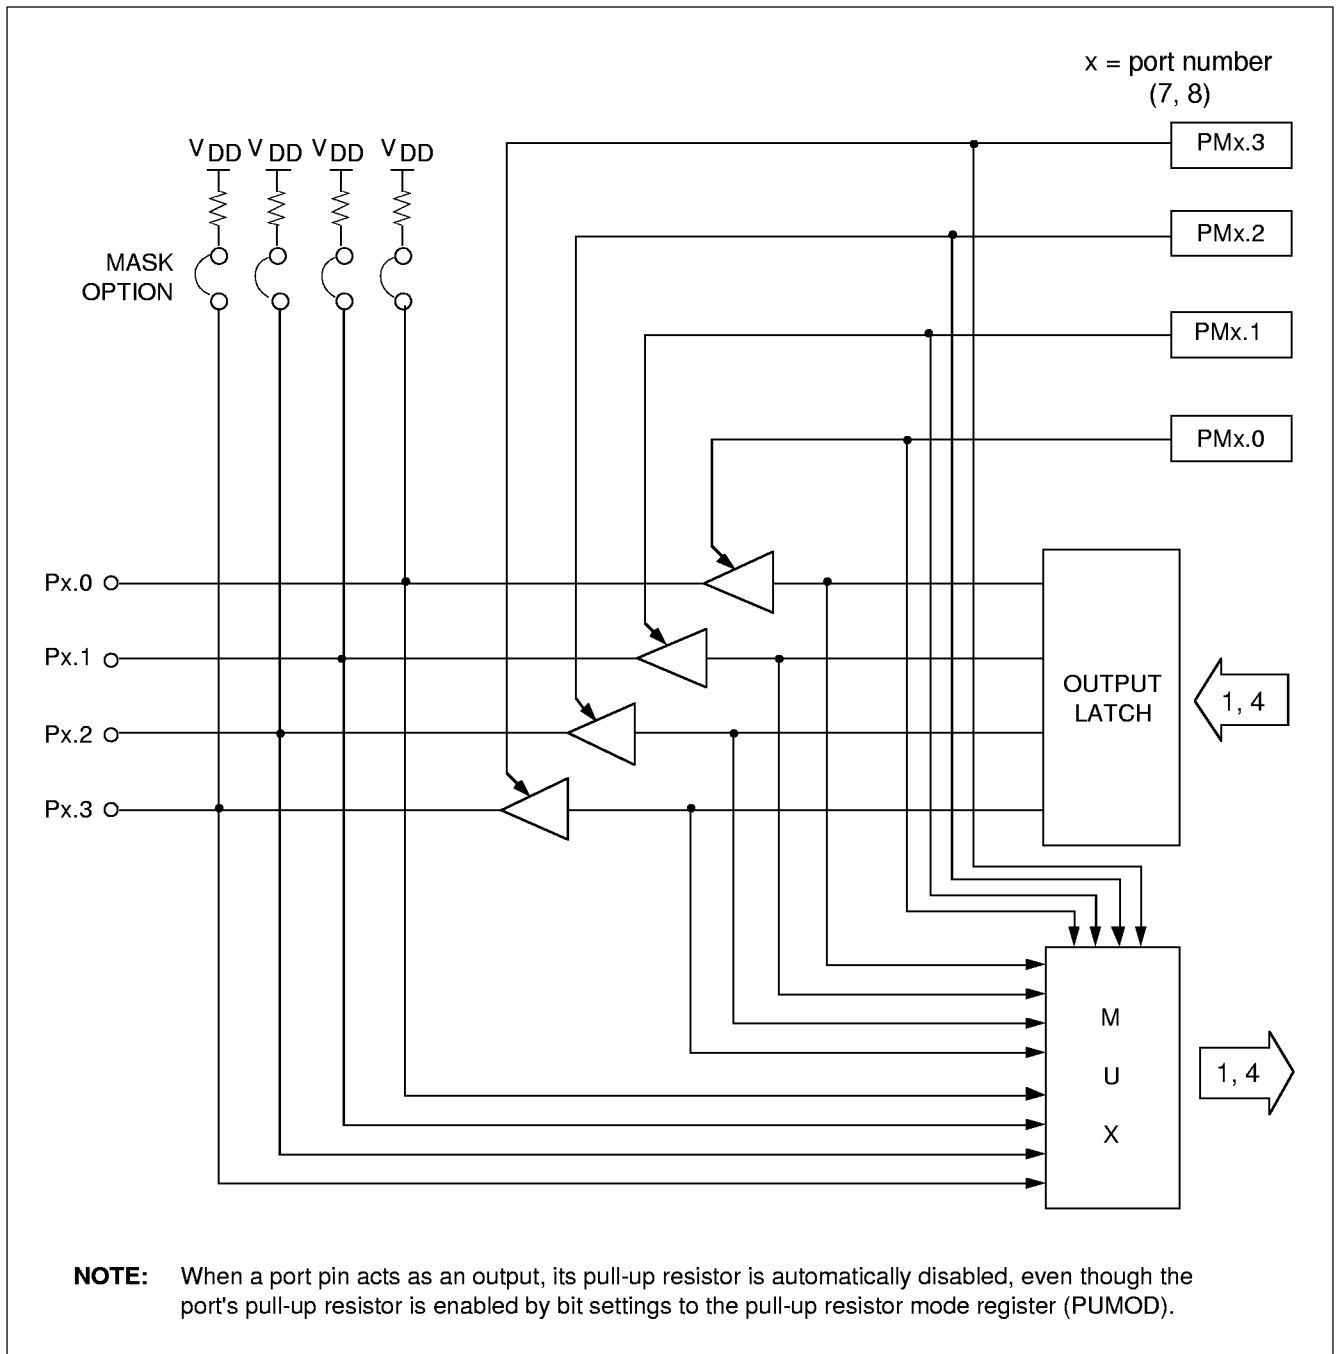 x = port number
(7, 8)
PMx.3
VDD VDD VDD VDD
PMx.2
MASK
OPTION
PMx.1
PMx.0
Px.0
Px.1
Px.2
Px.3
OUTPUT
LATCH
1, 4
M
U
X
1, 4
NOTE: When a port pin acts as an output, its pull-up resistor is automatically disabled, even though the
port's pull-up resistor is enabled by bit settings to the pull-up resistor mode register (PUMOD).